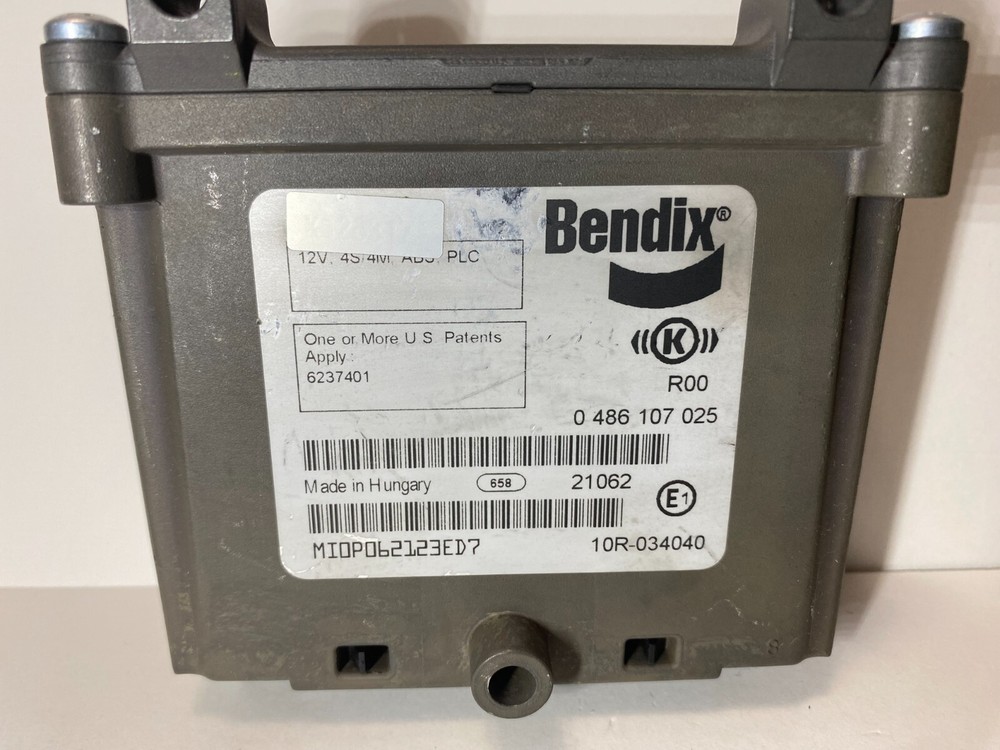 Bendix®
12V, 4S/4M, ABS, PLC
One or More U S Patents
Apply :
6237401
K
R00
0 486 107 025
Made in Hungary
658
21062
E1
MIOP062123ED7
10R-034040